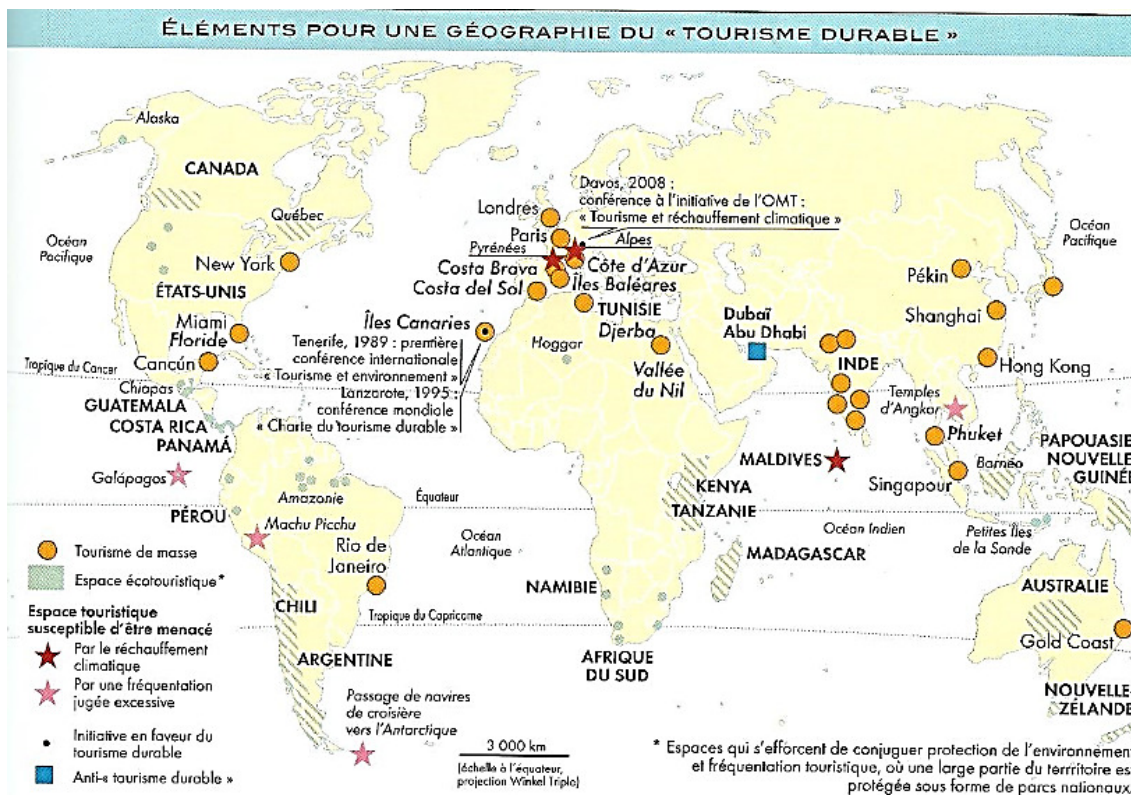 ÉLÉMENTS POUR UNE GÉOGRAPHIE DU « TOURISME DURABLE »
Alaska
CANADA
Québec
Océan
Pacifique
New York
ÉTATS-UNIS
Miami
Floride
Cancún
Tropique du Cancer
Chiapas
GUATEMALA
COSTA RICA
PANAMÁ
Galápagos
Amazonie
PÉROU
Machu Picchu
Rio de
Janeiro
CHILI
ARGENTINE
Passage de navires
de croisière
vers l'Antarctique
Davos, 2008 :
conférence à l'initiative de l'OMT :
« Tourisme et réchauffement climatique »
Londres
Paris
Pyrénées
Alpes
Costa Brava
Côte d'Azur
Costa del Sol
Îles Baléares
TUNISIE
Djerba
Îles Canaries
Tenerife, 1989 : première
conférence internationale
« Tourisme et environnement »
Lanzarote, 1995 :
conférence mondiale
« Charte du tourisme durable »
Hoggar
Vallée
du Nil
Dubaï
Abu Dhabi
Équateur
Océan
Atlantique
Tropique du Capricorne
KENYA
TANZANIE
MADAGASCAR
NAMIBIE
AFRIQUE
DU SUD
Océan
Pacifique
Pékin
Shanghai
Hong Kong
INDE
Temples
d'Angkor
Phuket
MALDIVES
Singapour
Bornéo
PAPOUASIE
NOUVELLE
GUINÉE
Océan Indien
Petites Îles
de la Sonde
AUSTRALIE
Gold Coast
NOUVELLE-
ZÉLANDE
Tourisme de masse
Espace écotouristique*
Espace touristique
susceptible d'être menacé
Par le réchauffement
climatique
Par une fréquentation
jugée excessive
Initiative en faveur du
tourisme durable
Anti-« tourisme durable »
3 000 km
(échelle à l'équateur,
projection Winkel Triple)
* Espaces qui s'efforcent de conjuguer protection de l'environnement
et fréquentation touristique, où une large partie du territoire est
protégée sous forme de parcs nationaux.